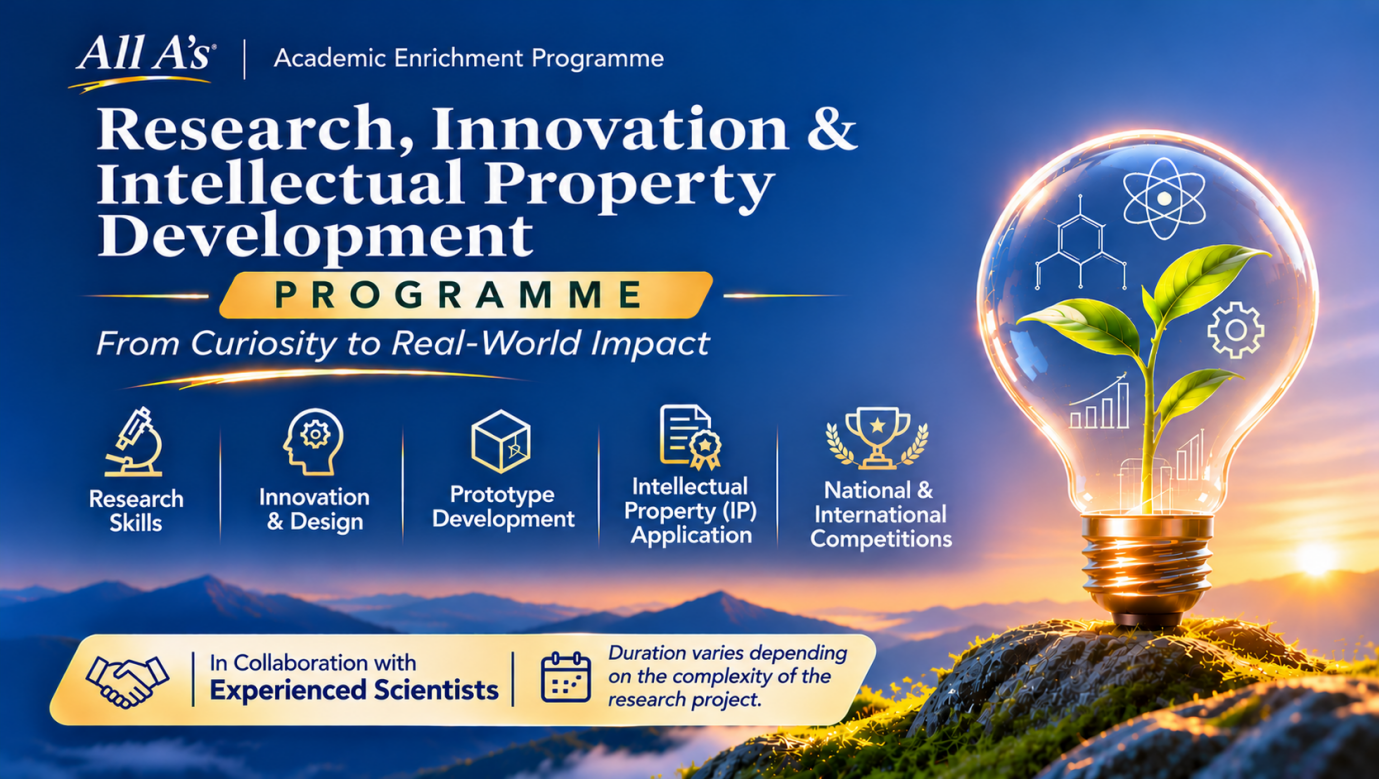 All A's®
Academic Enrichment Programme
Research, Innovation &
Intellectual Property
Development
PROGRAMME
From Curiosity to Real-World Impact
Research
Skills
Innovation
& Design
Prototype
Development
Intellectual
Property (IP)
Application
National &
International
Competitions
In Collaboration with
Experienced Scientists
Duration varies depending
on the complexity of the
research project.